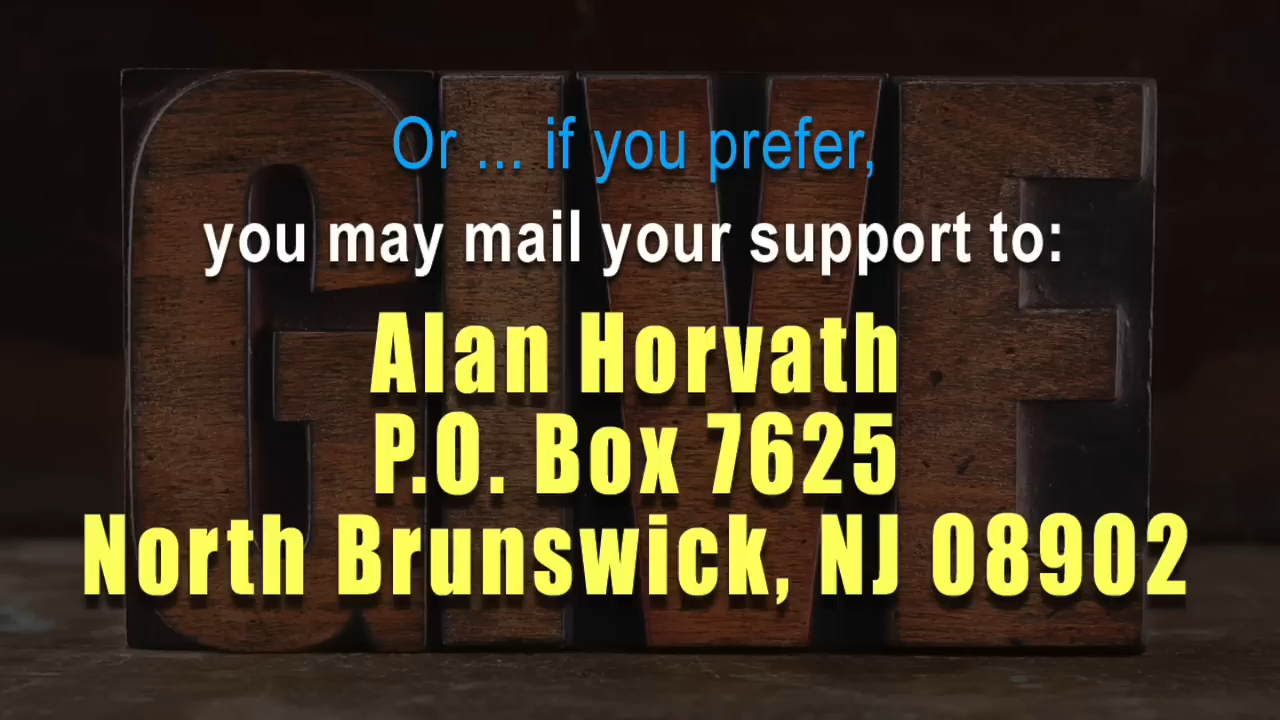 GIVE
Or ... if you prefer,
you may mail your support to:
Alan Horvath
P.O. Box 7625
North Brunswick, NJ 08902